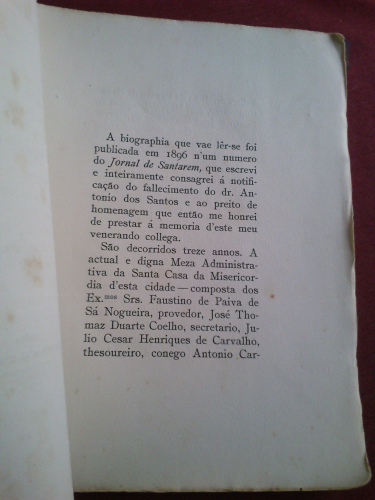 A biographia que vae lêr-se foi
publicada em 1896 n'um numero
do Jornal de Santarem, que escrevi
e inteiramente consagrei á notifi-
cação do fallecimento do dr. An-
tonio dos Santos e ao preito de
homenagem que então me honrei
de prestar á memoria d'este meu
venerando collega.
São decorridos treze annos. A
actual e digna Meza Administra-
tiva da Santa Casa da Misericor-
dia d'esta cidade — composta dos
Ex.mos Srs. Faustino de Paiva de
Sá Nogueira, provedor, José Tho-
maz Duarte Coelho, secretario, Ju-
lio Cesar Henriques de Carvalho,
thesoureiro, conego Antonio Car-